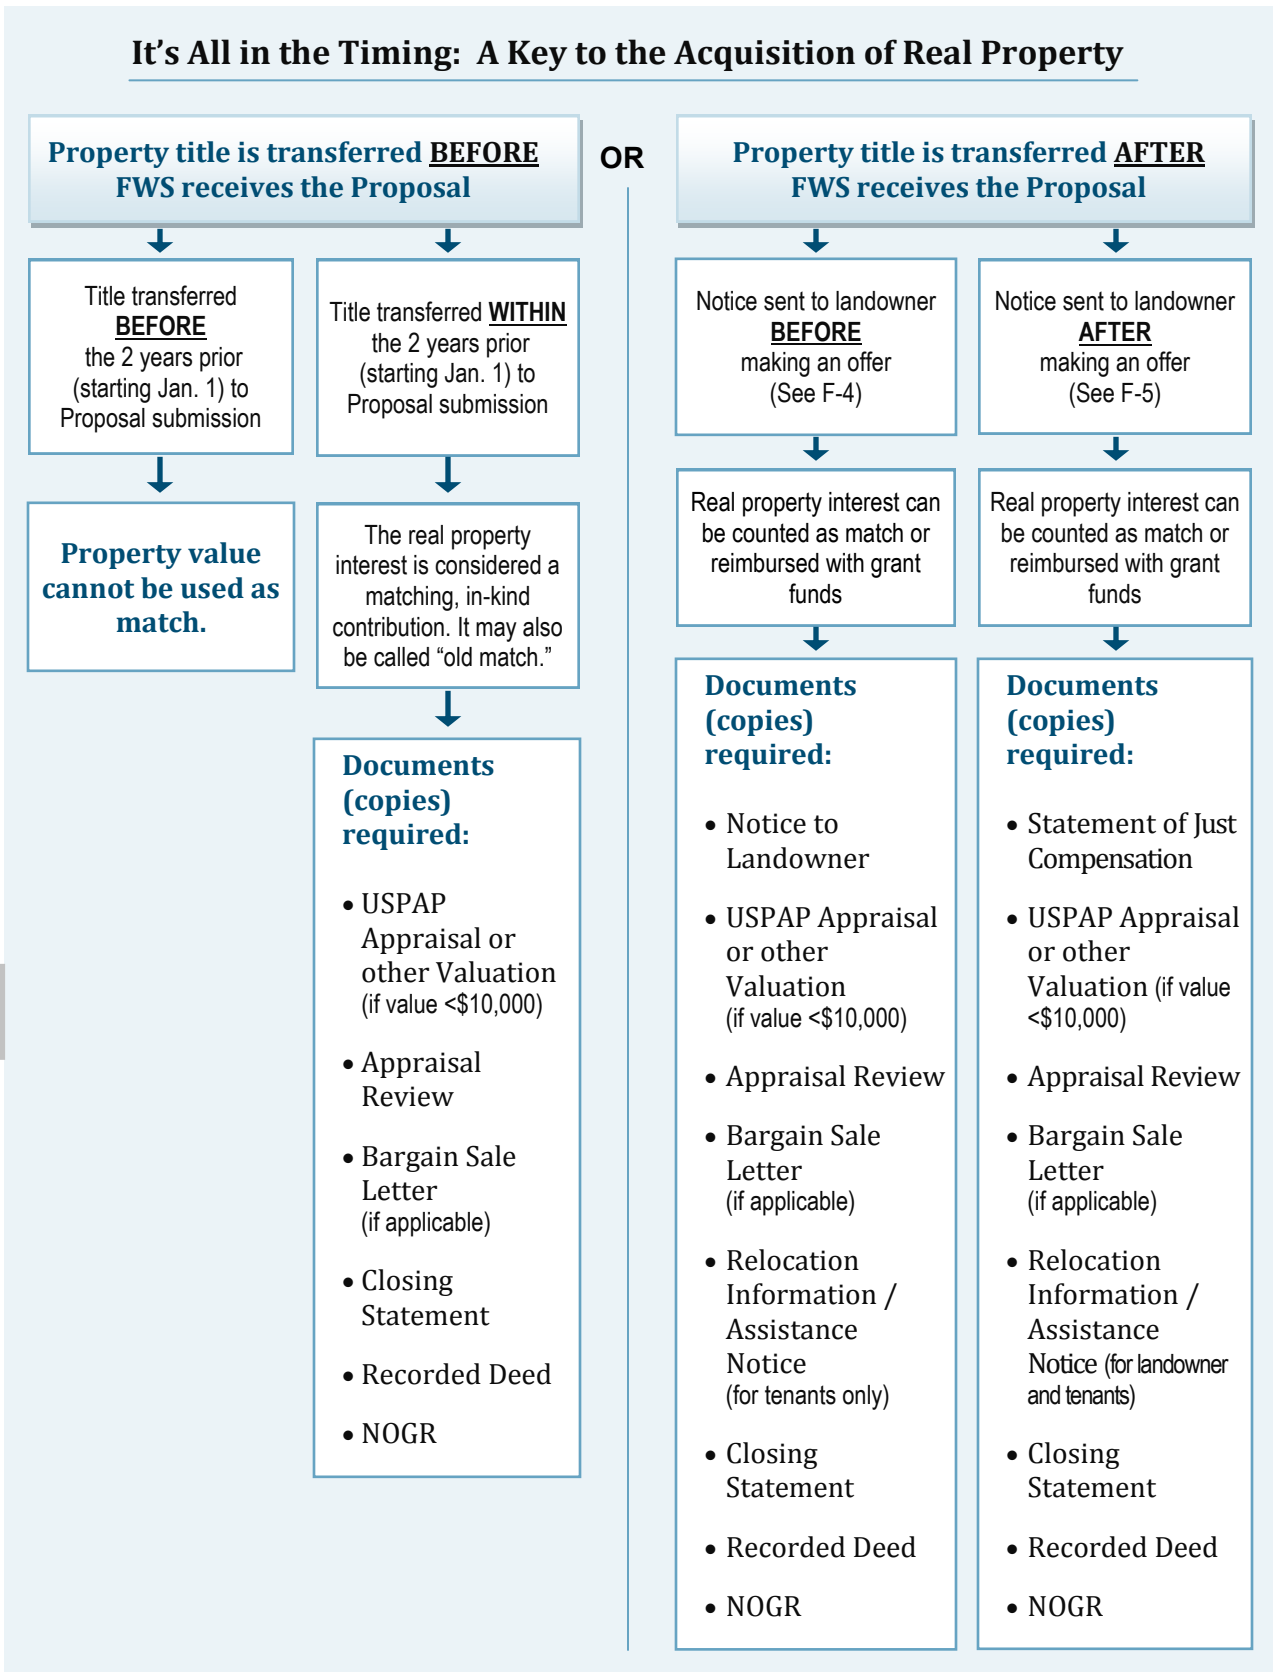 It's All in the Timing: A Key to the Acquisition of Real Property
Property title is transferred BEFORE
FWS receives the Proposal
OR
Property title is transferred AFTER
FWS receives the Proposal
Title transferred
BEFORE
the 2 years prior
(starting Jan. 1) to
Proposal submission
Property value
cannot be used as
match.
Title transferred WITHIN
the 2 years prior
(starting Jan. 1) to
Proposal submission
The real property
interest is considered a
matching, in-kind
contribution. It may also
be called “old match.”
Documents
(copies)
required:
• USPAP
Appraisal or
other Valuation
(if value <$10,000)
• Appraisal
Review
• Bargain Sale
Letter
(if applicable)
• Closing
Statement
• Recorded Deed
• NOGR
Notice sent to landowner
BEFORE
making an offer
(See F-4)
Real property interest can
be counted as match or
reimbursed with grant
funds
Documents
(copies)
required:
• Notice to
Landowner
• USPAP Appraisal
or other
Valuation
(if value <$10,000)
• Appraisal Review
• Bargain Sale
Letter
(if applicable)
• Relocation
Information /
Assistance
Notice
(for tenants only)
• Closing
Statement
• Recorded Deed
• NOGR
Notice sent to landowner
AFTER
making an offer
(See F-5)
Real property interest can
be counted as match or
reimbursed with grant
funds
Documents
(copies)
required:
• Statement of Just
Compensation
• USPAP Appraisal
or other
Valuation (if value
<$10,000)
• Appraisal Review
• Bargain Sale
Letter
(if applicable)
• Relocation
Information /
Assistance
Notice (for landowner
and tenants)
• Closing
Statement
• Recorded Deed
• NOGR